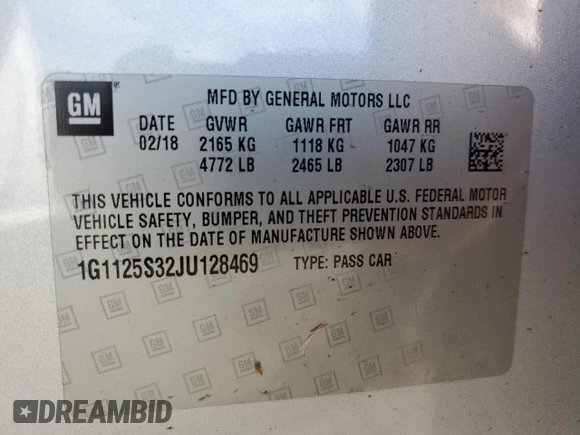 GM
MFD BY GENERAL MOTORS LLC
DATE GVWR GAWR FRT GAWR RR
02/18 2165 KG 1118 KG 1047 KG
4772 LB 2465 LB 2307 LB
THIS VEHICLE CONFORMS TO ALL APPLICABLE U.S. FEDERAL MOTOR
VEHICLE SAFETY, BUMPER, AND THEFT PREVENTION STANDARDS IN
EFFECT ON THE DATE OF MANUFACTURE SHOWN ABOVE.
1G1125S32JU128469 TYPE: PASS CAR
DREAMBID